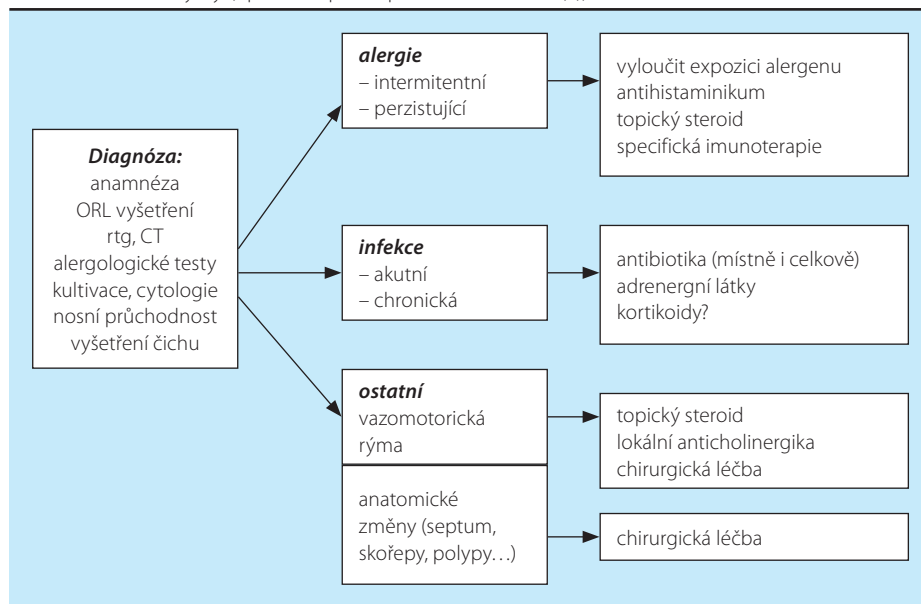 Diagnóza:
anamnéza
ORL vyšetření
rtg, CT
alergologické testy
kultivace, cytologie
nosní průchodnost
vyšetření čichu
alergie
– intermitentní
– perzistující
vyloučit expozici alergenu
antihistaminikum
topický steroid
specifická imunoterapie
infekce
– akutní
– chronická
antibiotika (místně i celkově)
adrenergní látky
kortikoidy?
ostatní
vazomotorická
rýma
topický steroid
lokální anticholinergika
chirurgická léčba
anatomické
změny (septum,
skořepy, polypy…)
chirurgická léčba